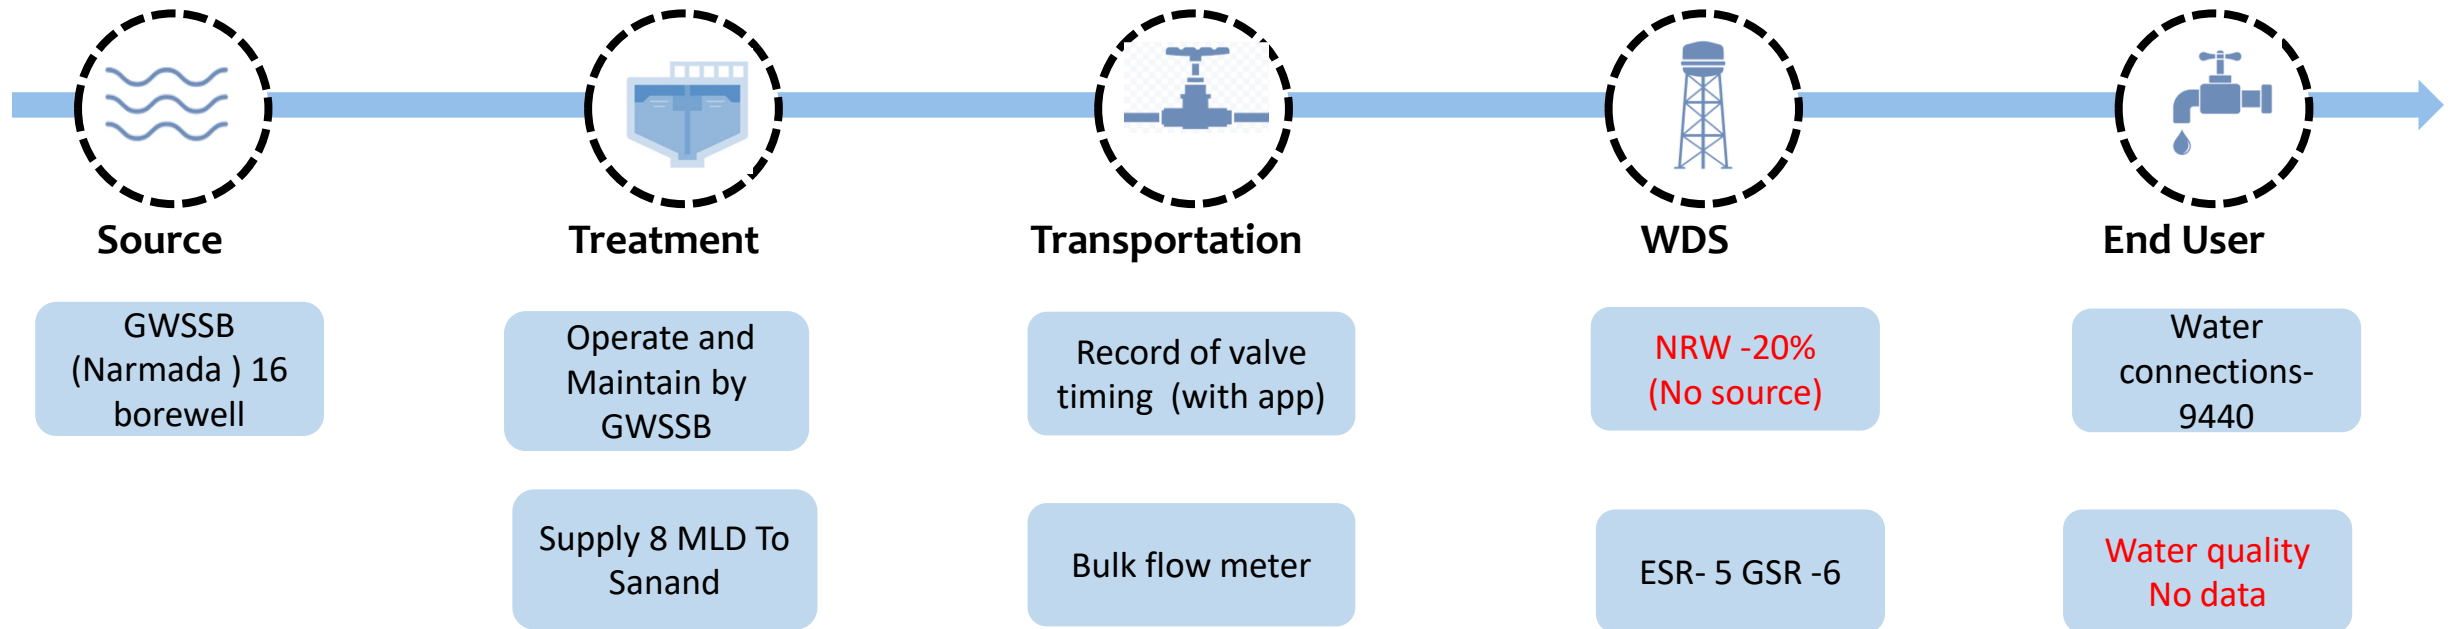 Source
Treatment
Transportation
WDS
End User
GWSSB
(Narmada ) 16
borewell
Operate and
Maintain by
GWSSB
Record of valve
timing (with app)
NRW -20%
(No source)
Water
connections-
9440
Supply 8 MLD To
Sanand
Bulk flow meter
ESR- 5 GSR -6
Water quality
No data